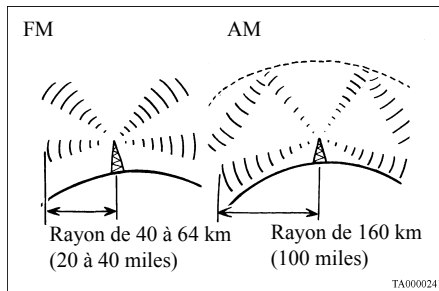 FM
AM
Rayon de 40 à 64 km
(20 à 40 miles)
Rayon de 160 km
(100 miles)
TA000024